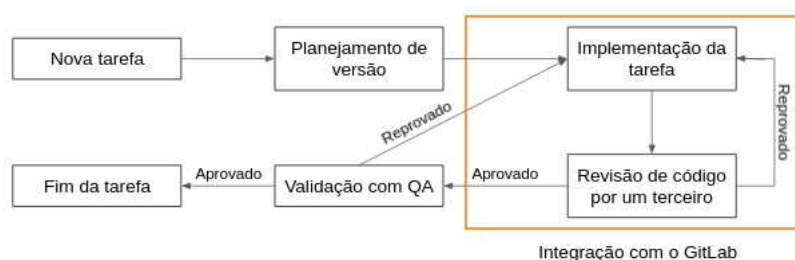 Nova tarefa
Planejamento de
versão
Implementação da
tarefa
Reprovado
Reprovado
Fim da tarefa
Aprovado
Validação com QA
Aprovado
Revisão de código
por um terceiro
Integração com o GitLab